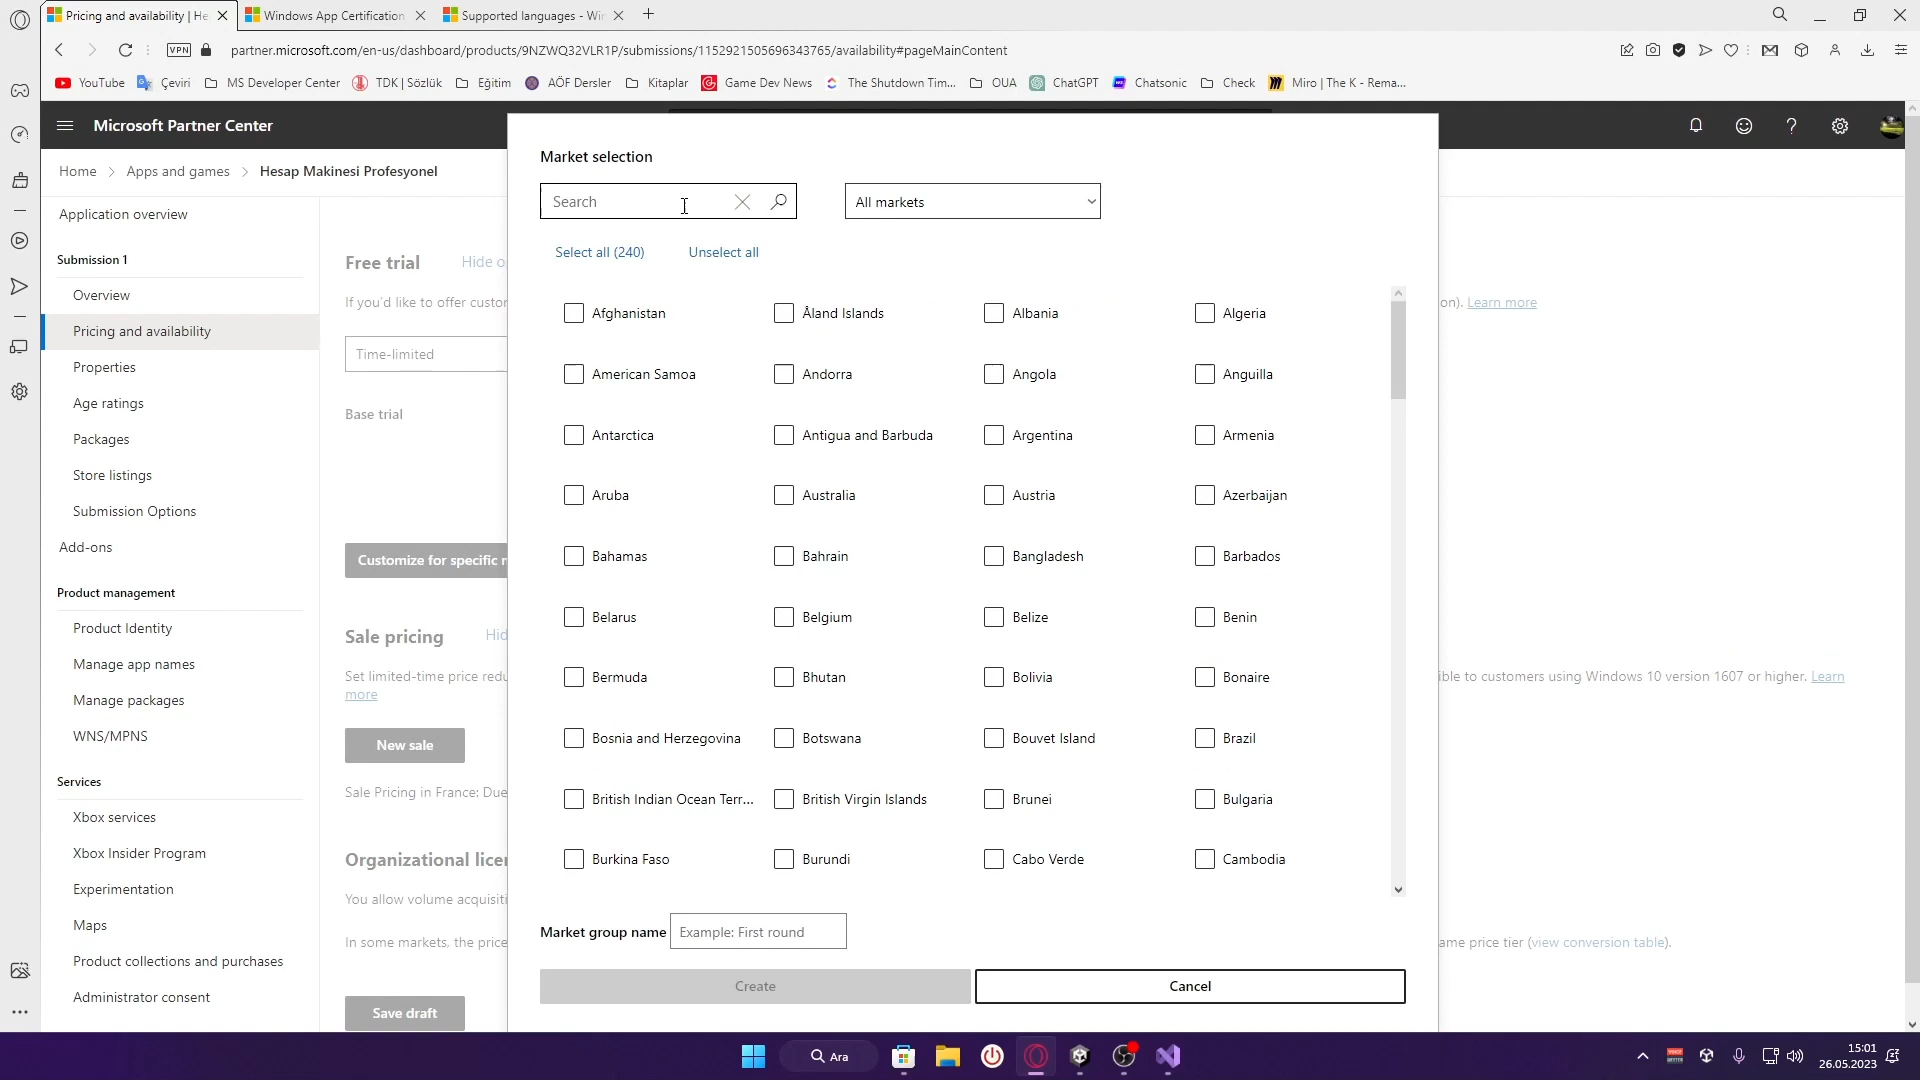 Pricing and availability | He
Windows App Certification
Supported languages - Wi
VPN
partner.microsoft.com/en-us/dashboard/products/9NZWQ32VLR1P/submissions/1152921505696343765/availability#pageMainContent
YouTube
Çeviri
MS Developer Center
TDK | Sözlük
Eğitim
AÖF Dersler
Kitaplar
Game Dev News
The Shutdown Tim...
OUA
ChatGPT
Chatsonic
Check
Miro | The K - Rema...
Microsoft Partner Center
Home > Apps and games > Hesap Makinesi Profesyonel
Application overview
Submission 1
Overview
Pricing and availability
Properties
Age ratings
Packages
Store listings
Submission Options
Add-ons
Product management
Product Identity
Manage app names
Manage packages
WNS/MPNS
Services
Xbox services
Xbox Insider Program
Experimentation
Maps
Product collections and purchases
Administrator consent
Free trial
Hide o
If you'd like to offer custo
on). Learn more
Time-limited
Base trial
Customize for specific
Sale pricing
Hid
Set limited-time price redu
ible to customers using Windows 10 version 1607 or higher. Learn
more
New sale
Sale Pricing in France: Due
Organizational licen
You allow volume acquisiti
In some markets, the price
ame price tier (view conversion table).
Save draft
Market selection
Search
All markets
Select all (240)
Unselect all
Afghanistan
Åland Islands
Albania
Algeria
American Samoa
Andorra
Angola
Anguilla
Antarctica
Antigua and Barbuda
Argentina
Armenia
Aruba
Australia
Austria
Azerbaijan
Bahamas
Bahrain
Bangladesh
Barbados
Belarus
Belgium
Belize
Benin
Bermuda
Bhutan
Bolivia
Bonaire
Bosnia and Herzegovina
Botswana
Bouvet Island
Brazil
British Indian Ocean Terr...
British Virgin Islands
Brunei
Bulgaria
Burkina Faso
Burundi
Cabo Verde
Cambodia
Market group name
Example: First round
Create
Cancel
Ara
15:01
26.05.2023